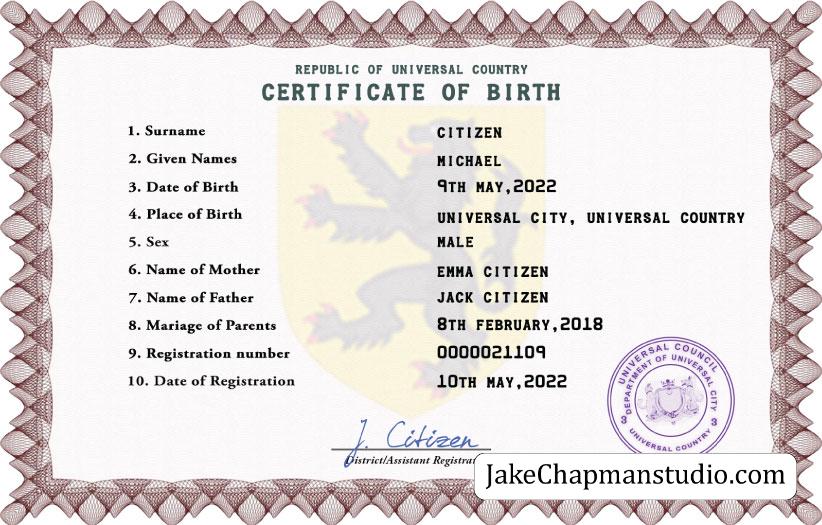 REPUBLIC OF UNIVERSAL COUNTRY
CERTIFICATE OF BIRTH
1. Surname CITIZEN
2. Given Names MICHAEL
3. Date of Birth 9TH MAY,2022
4. Place of Birth UNIVERSAL CITY, UNIVERSAL COUNTRY
5. Sex MALE
6. Name of Mother EMMA CITIZEN
7. Name of Father JACK CITIZEN
8. Mariage of Parents 8TH FEBRUARY,2018
9. Registration number 0000021109
10. Date of Registration 10TH MAY,2022
UNIVERSAL COUNCIL
DEPARTMENT OF UNIVERSAL CITY
3 3
UNIVERSAL COUNTRY
J. Citizen
District/Assistant Registrar
JakeChapmanstudio.com